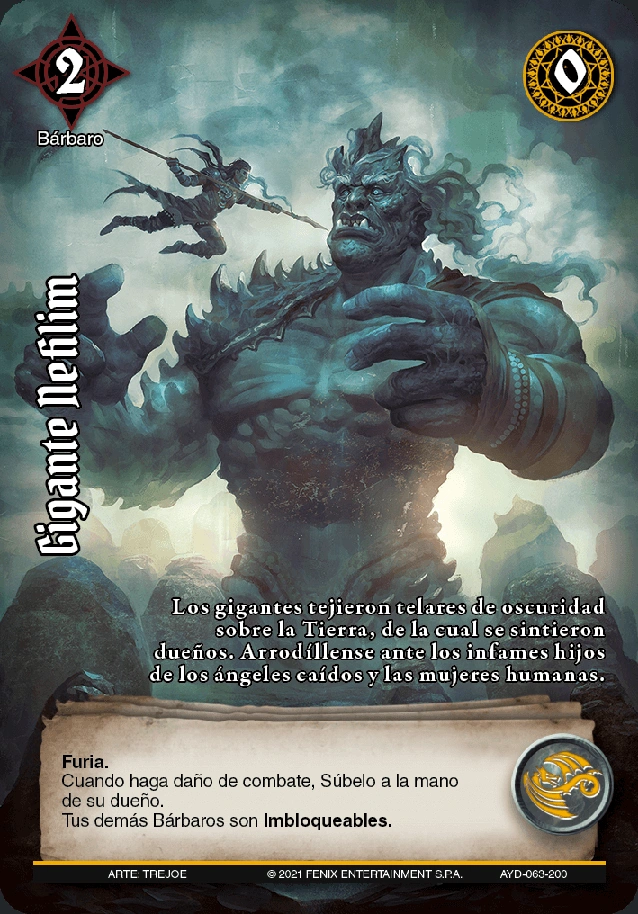 2
0
Bárbaro
Gigante Nefilim
Los gigantes tejieron telares de oscuridad
sobre la Tierra, de la cual se sintieron
dueños. Arrodíllense ante los infames hijos
de los ángeles caídos y las mujeres humanas.
Furia.
Cuando haga daño de combate, Súbelo a la mano
de su dueño.
Tus demás Bárbaros son Imbloqueables.
ARTE: TREJOE © 2021 FENIX ENTERTAINMENT S.P.A. AYD-063-200